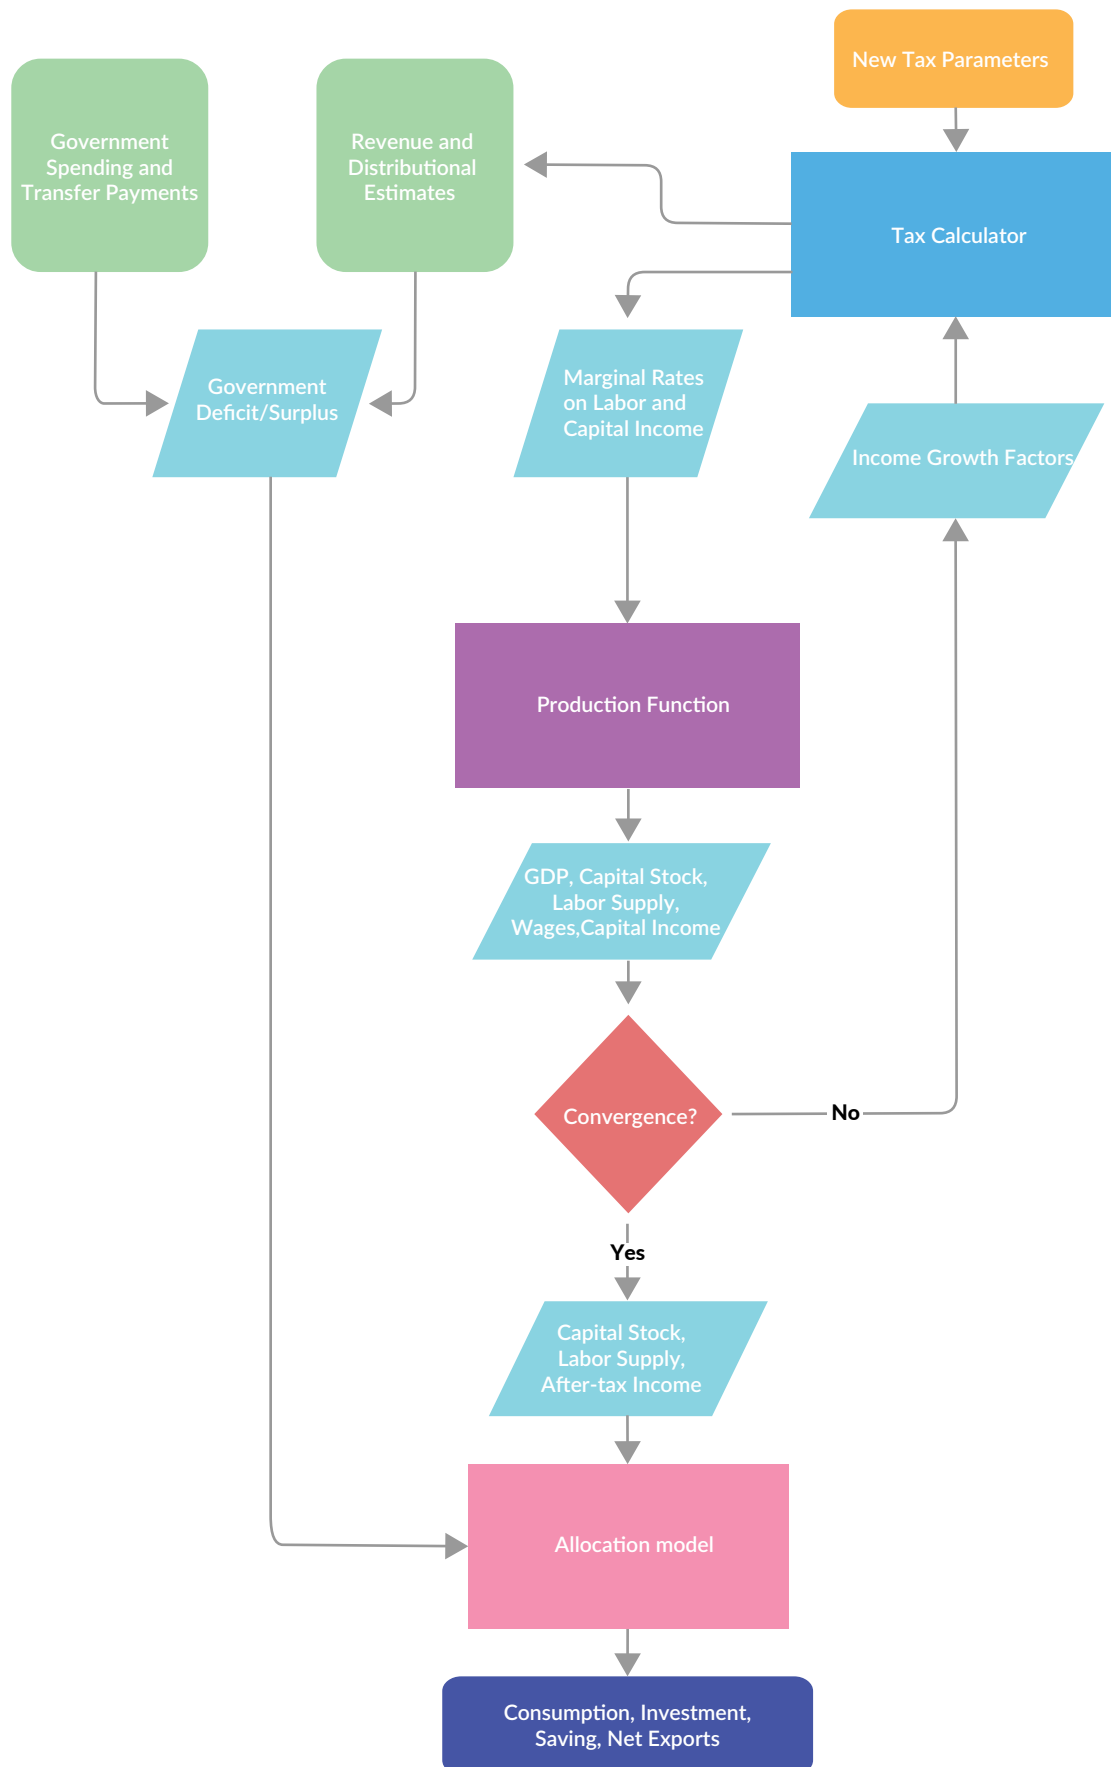 New Tax Parameters
Government
Spending and
Transfer Payments
Revenue and
Distributional
Estimates
Tax Calculator
Government
Deficit/Surplus
Marginal Rates
on Labor and
Capital Income
Income Growth Factors
Production Function
GDP, Capital Stock,
Labor Supply,
Wages,Capital Income
Convergence?
No
Yes
Capital Stock,
Labor Supply,
After-tax Income
Allocation model
Consumption, Investment,
Saving, Net Exports